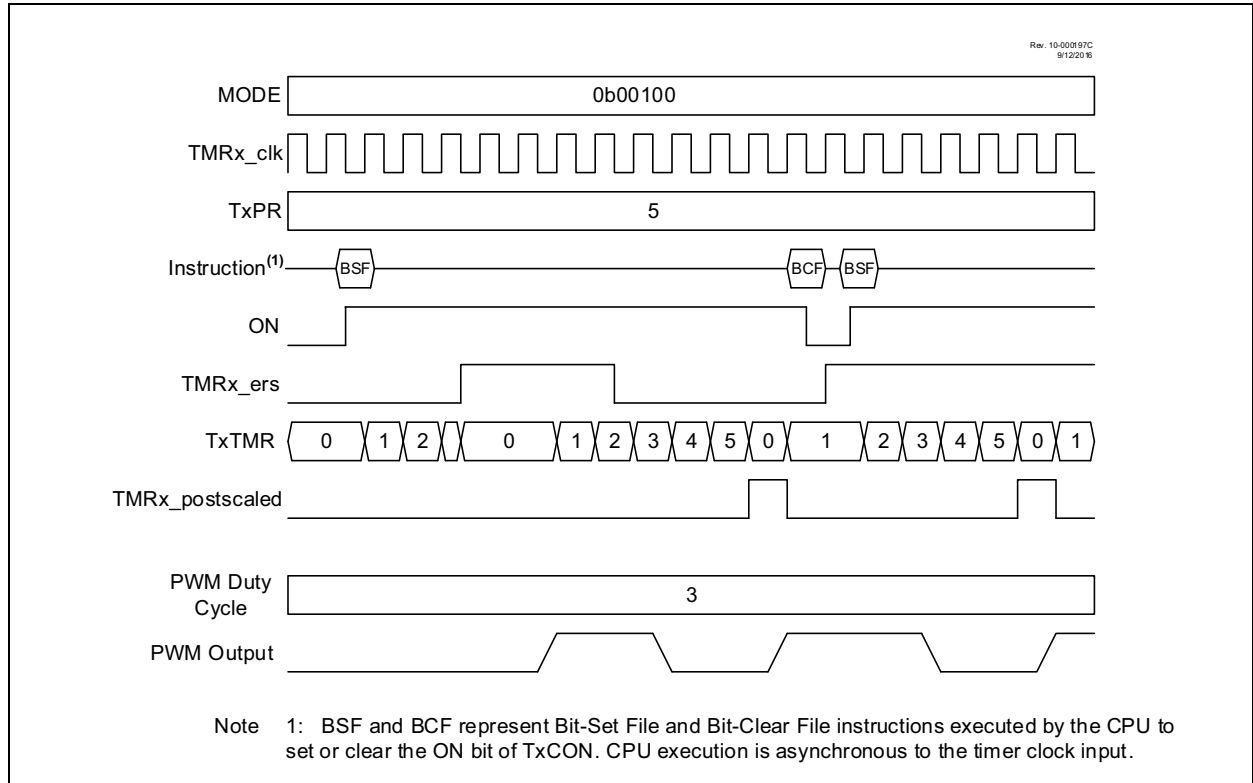 Rev. 10-000197C
9/12/2016
MODE 0b00100
TMRx_clk
TxPR 5
Instruction(1) BSF BCF BSF
ON
TMRx_ers
TxTMR 0 1 2 0 1 2 3 4 5 0 1 2 3 4 5 0 1
TMRx_postscaled
PWM Duty
Cycle
3
PWM Output
Note 1: BSF and BCF represent Bit-Set File and Bit-Clear File instructions executed by the CPU to
set or clear the ON bit of TxCON. CPU execution is asynchronous to the timer clock input.